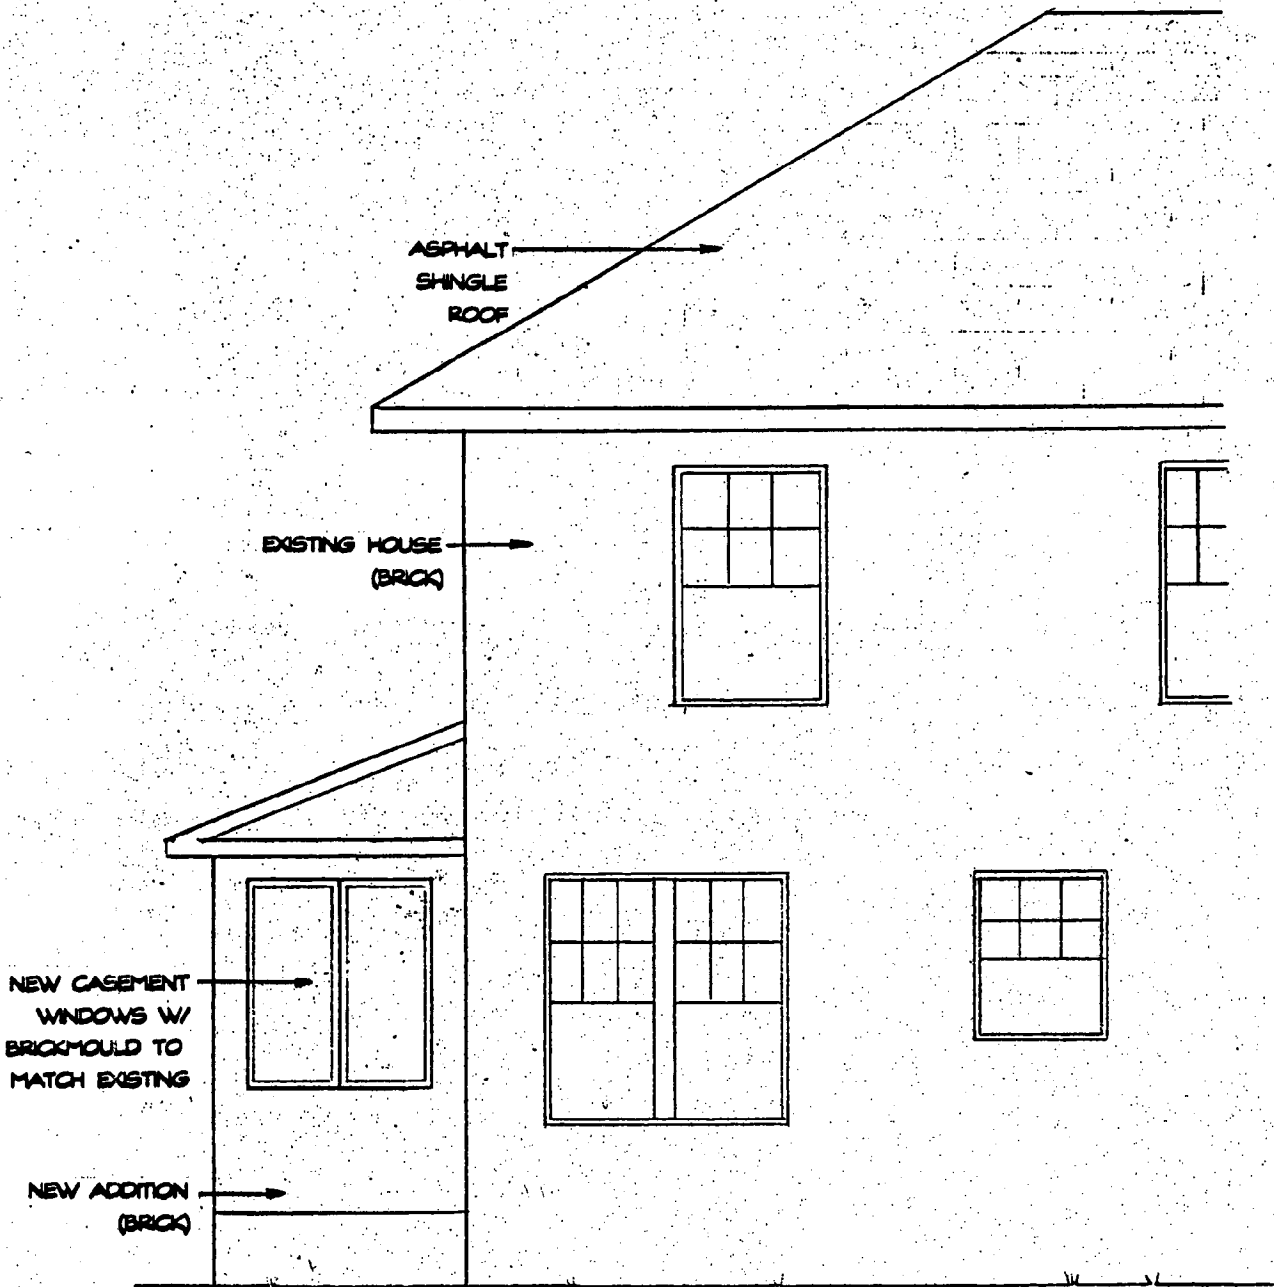 ASPHALT
SHINGLE
ROOF
EXISTING HOUSE
(BRICK)
NEW CASEMENT
WINDOWS W/
BRICKMOULD TO
MATCH EXISTING
NEW ADDITION
(BRICK)